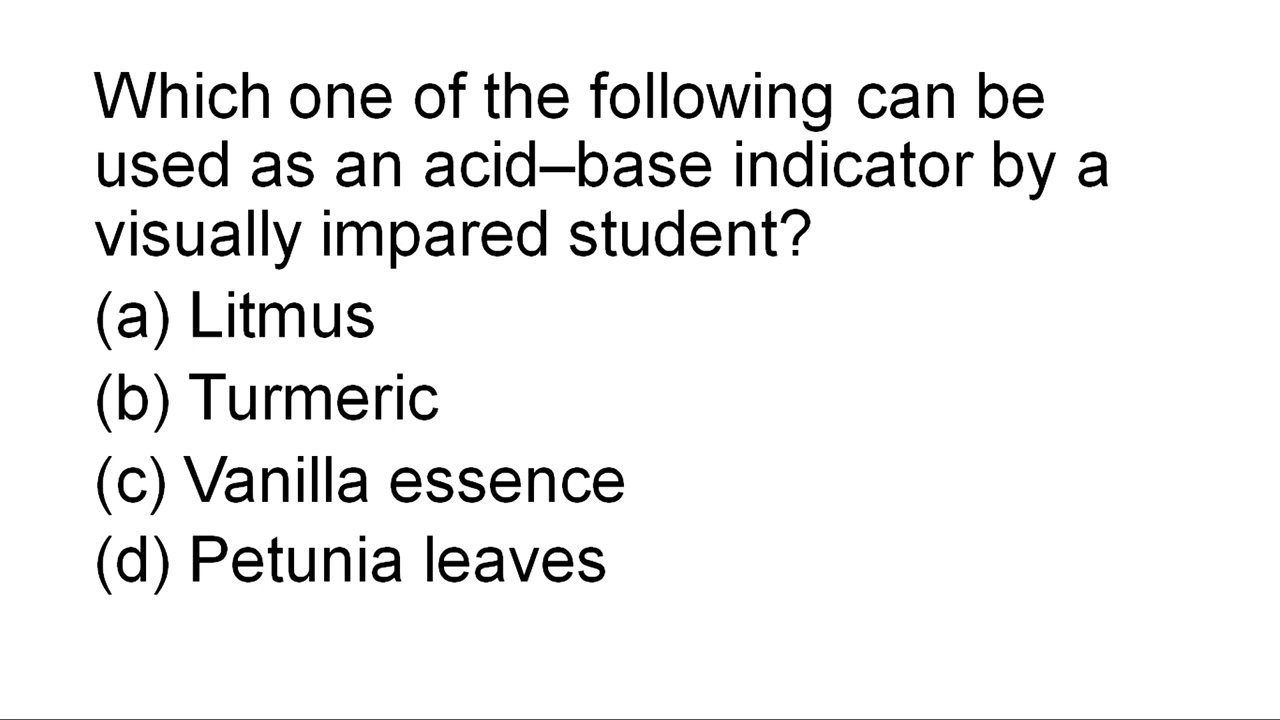 Which one of the following can be
used as an acid–base indicator by a
visually impared student?
(a) Litmus
(b) Turmeric
(c) Vanilla essence
(d) Petunia leaves